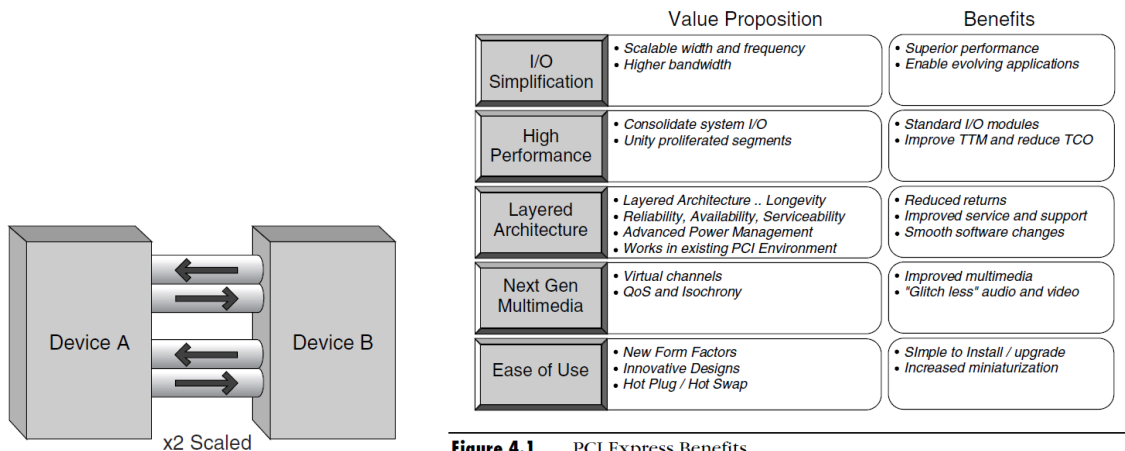 Device A
Device B
x2 Scaled
Value Proposition
Benefits
I/O
Simplification
• Scalable width and frequency
• Higher bandwidth
• Superior performance
• Enable evolving applications
High
Performance
• Consolidate system I/O
• Unity proliferated segments
• Standard I/O modules
• Improve TTM and reduce TCO
Layered
Architecture
• Layered Architecture .. Longevity
• Reliability, Availability, Serviceability
• Advanced Power Management
• Works in existing PCI Environment
• Reduced returns
• Improved service and support
• Smooth software changes
Next Gen
Multimedia
• Virtual channels
• QoS and Isochrony
• Improved multimedia
• "Glitch less" audio and video
Ease of Use
• New Form Factors
• Innovative Designs
• Hot Plug / Hot Swap
• SImple to Install / upgrade
• Increased miniaturization
Figure 4.1 PCI Express Benefits